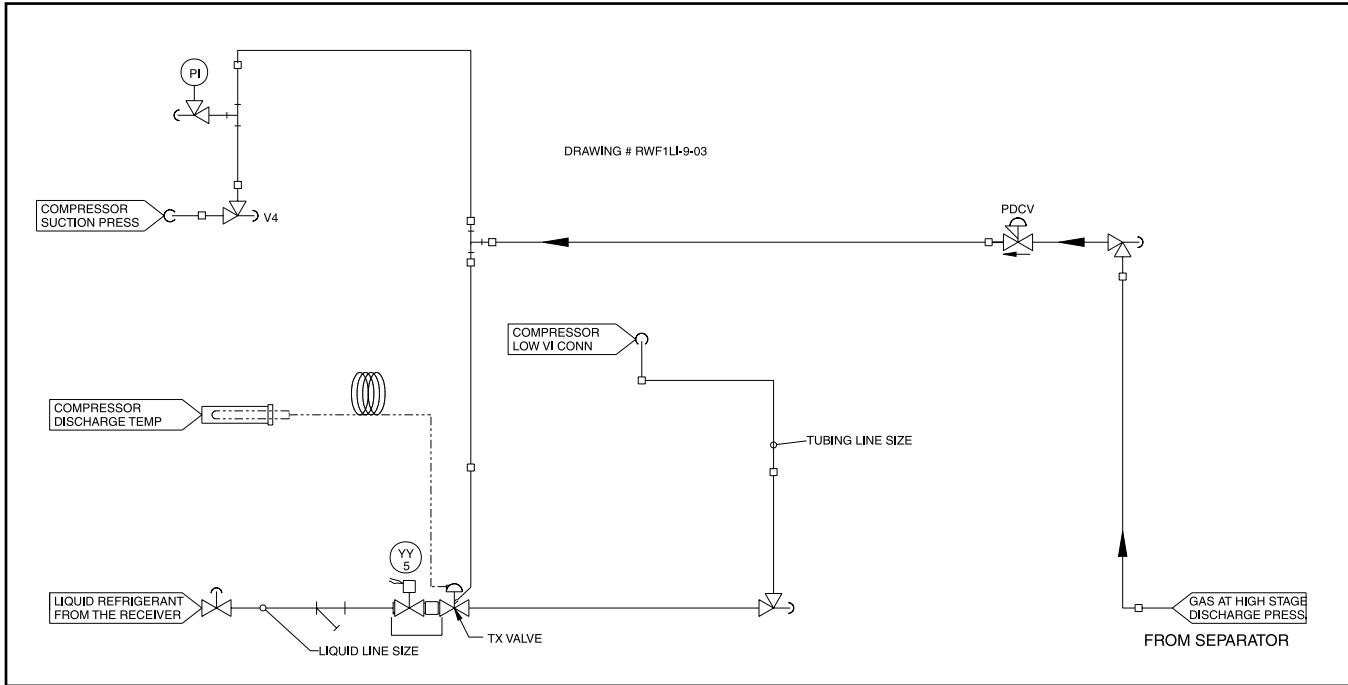 PI
DRAWING # RWF1LI-9-03
COMPRESSOR
SUCTION PRESS
V4
PDCV
COMPRESSOR
LOW VI CONN
COMPRESSOR
DISCHARGE TEMP
TUBING LINE SIZE
YY
5
LIQUID REFRIGERANT
FROM THE RECEIVER
GAS AT HIGH STAGE
DISCHARGE PRESS.
TX VALVE
FROM SEPARATOR
LIQUID LINE SIZE